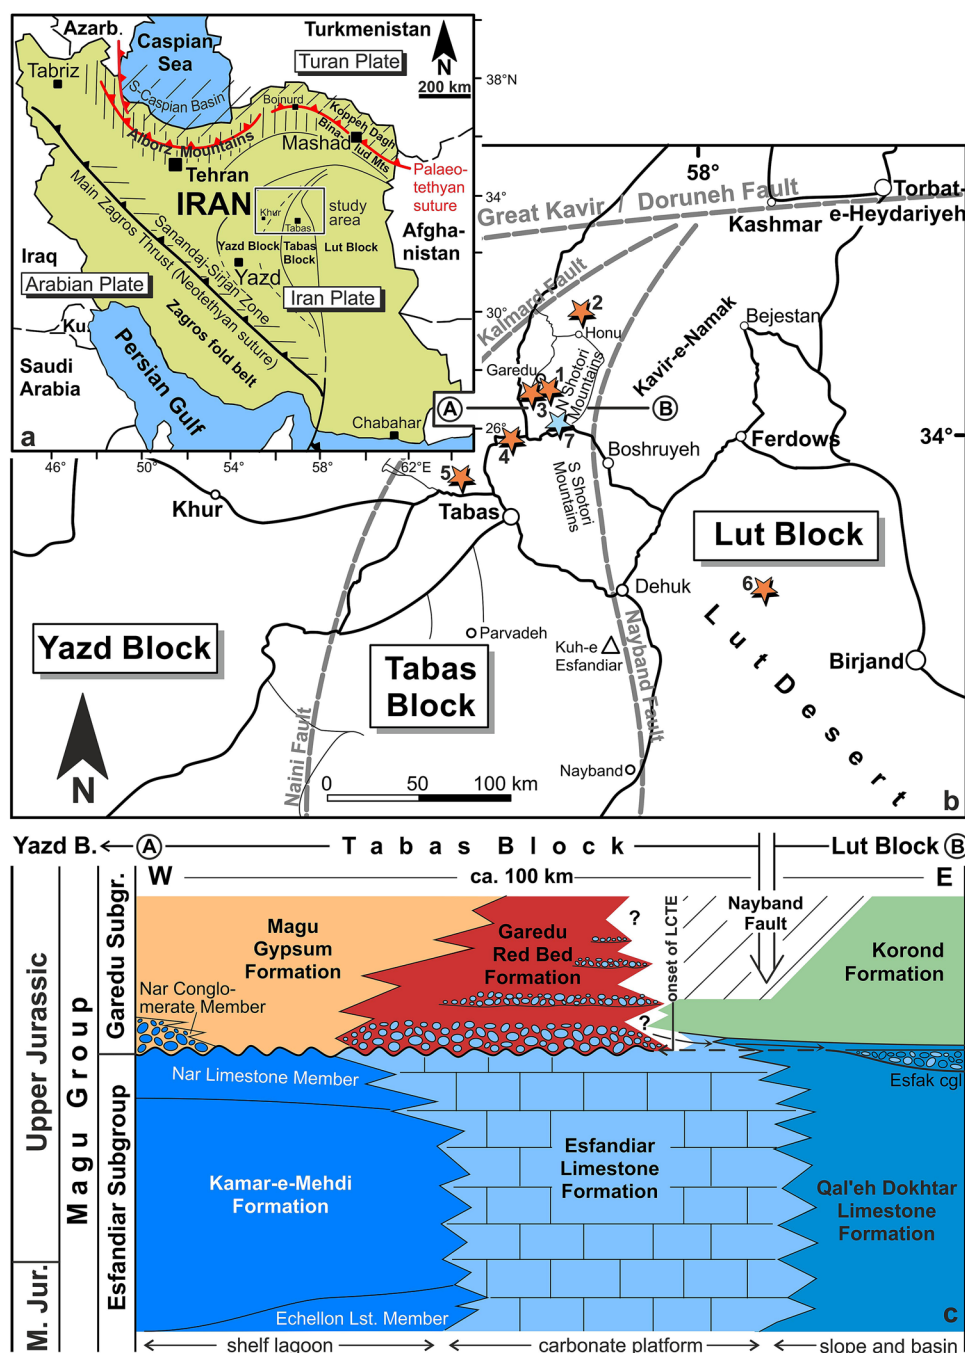 Azarb.
Caspian
Sea
Turkmenistan
Turan Plate
N
200 km
38°N
Tabriz
S-Caspian Basin
Bojnurd
Koppeh Dagh
Bina-
lud Mts
Alborz Mountains
Mashad
Tehran
Palaeo-
tethyan
suture
IRAN
34°
study
area
Khur
Tabas
Afgha-
nistan
Yazd Block
Tabas
Block
Lut Block
Main Zagros Thrust (Neotethyan suture)
Sanandaj-Sirjan Zone
Iraq
Yazd
Arabian Plate
Iran Plate
Zagros fold belt
30°
Ku.
Saudi
Arabia
Persian Gulf
Chabahar
26°
a
46°
50°
54°
58°
62°E
58°
Torbat-
e-Heydariyeh
Great Kavir / Doruneh Fault
Kashmar
Kalmard Fault
2
Honu
Kavir-e-Namak
Bejestan
Garedu
1
N Shotori
Mountains
3
A
B
7
4
Ferdows
34°
Boshruyeh
5
S Shotori
Mountains
Khur
Tabas
Lut Block
6
Dehuk
Yazd Block
Parvadeh
Kuh-e
Esfandiar
Nayband Fault
Lut Desert
Birjand
Tabas
Block
N
Naini Fault
Nayband
0 50 100 km
b
Yazd B.
A
Tabas Block
Lut Block
B
W
ca. 100 km
E
Upper Jurassic
M. Jur.
Magu Group
Garedu Subgr.
Esfandiar Subgroup
Magu
Gypsum
Formation
Garedu
Red Bed
Formation
?
onset of LCTE
Nayband
Fault
Korond
Formation
Nar Conglo-
merate Member
?
Nar Limestone Member
Esfak cgl
Kamar-e-Mehdi
Formation
Esfandiar
Limestone
Formation
Qal'eh Dokhtar
Limestone
Formation
Echellon Lst. Member
c
shelf lagoon
carbonate platform
slope and basin